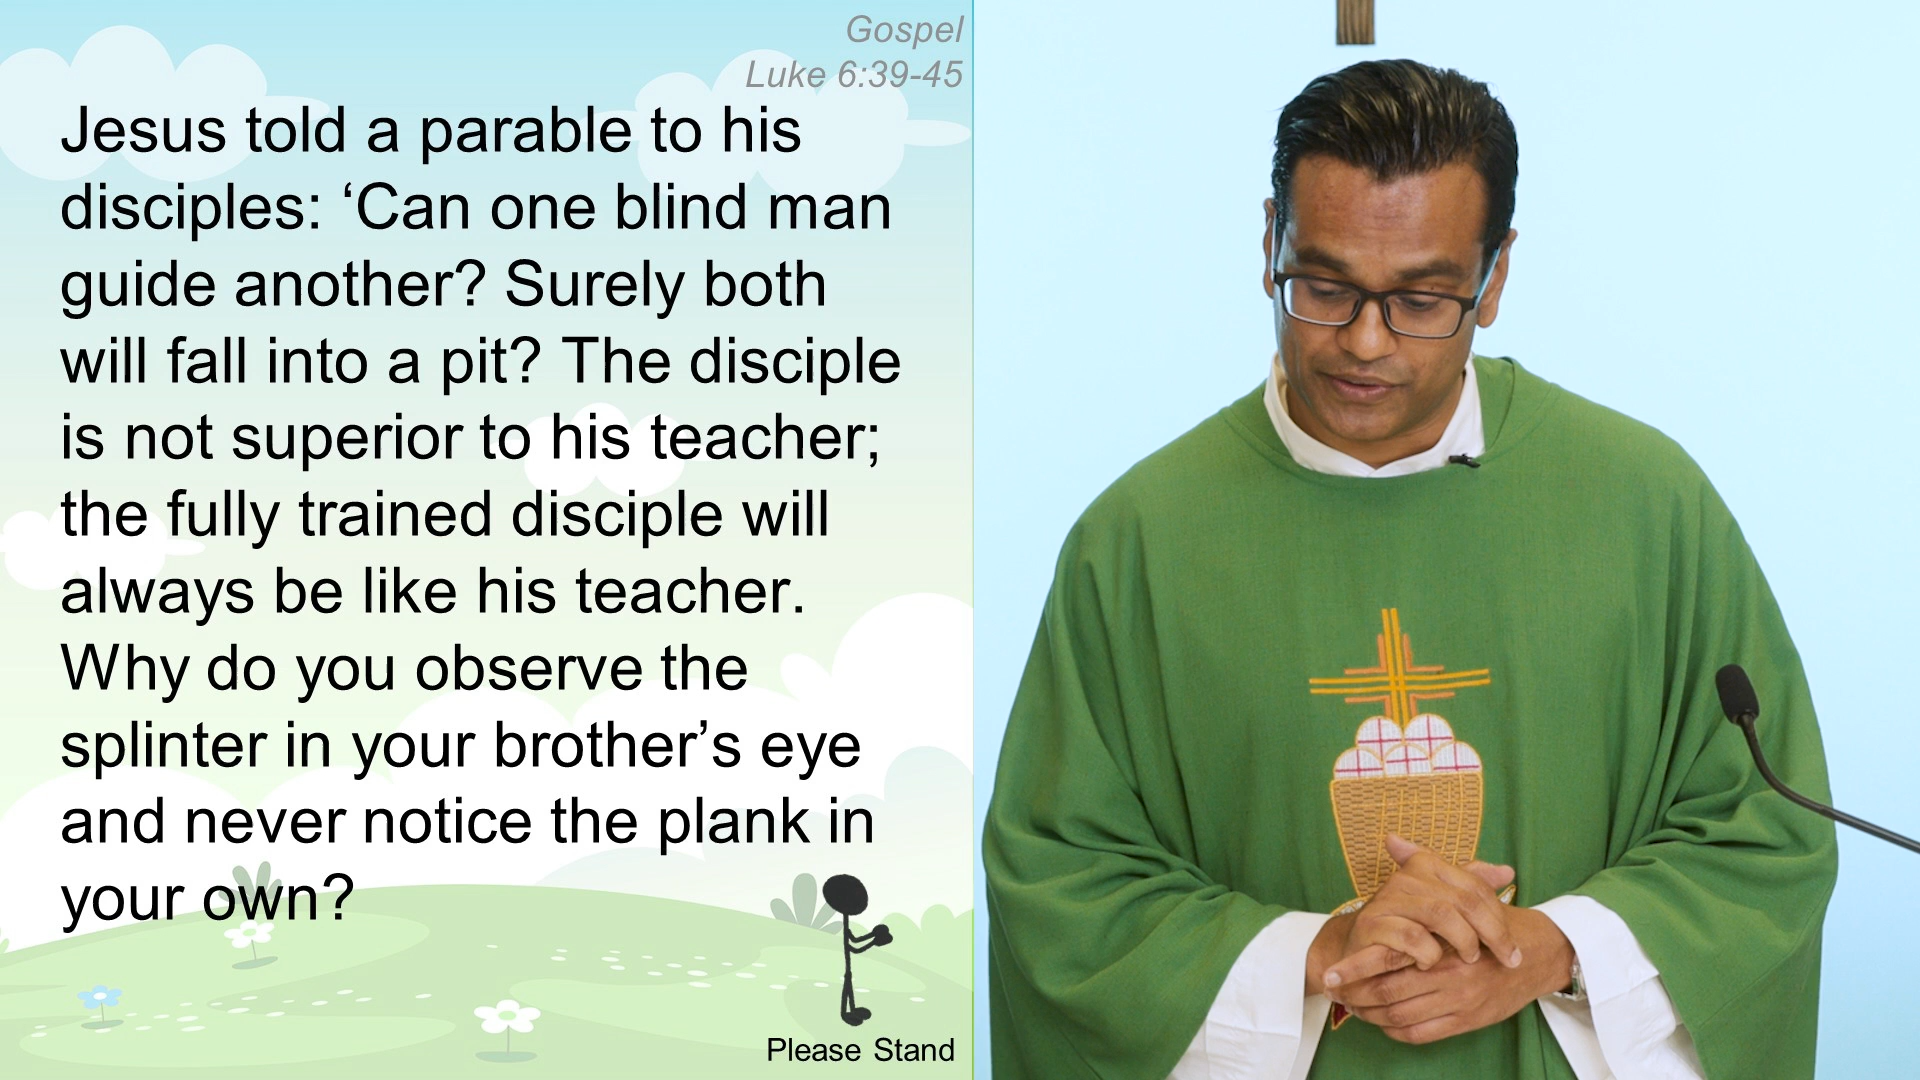 Gospel
Luke 6:39-45
Jesus told a parable to his
disciples: ‘Can one blind man
guide another? Surely both
will fall into a pit? The disciple
is not superior to his teacher;
the fully trained disciple will
always be like his teacher.
Why do you observe the
splinter in your brother’s eye
and never notice the plank in
your own?
Please Stand